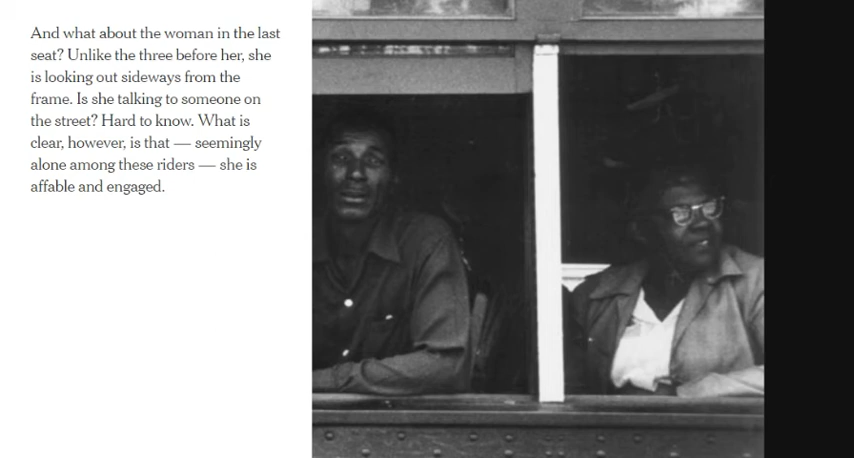 And what about the woman in the last
seat? Unlike the three before her, she
is looking out sideways from the
frame. Is she talking to someone on
the street? Hard to know. What is
clear, however, is that — seemingly
alone among these riders — she is
affable and engaged.